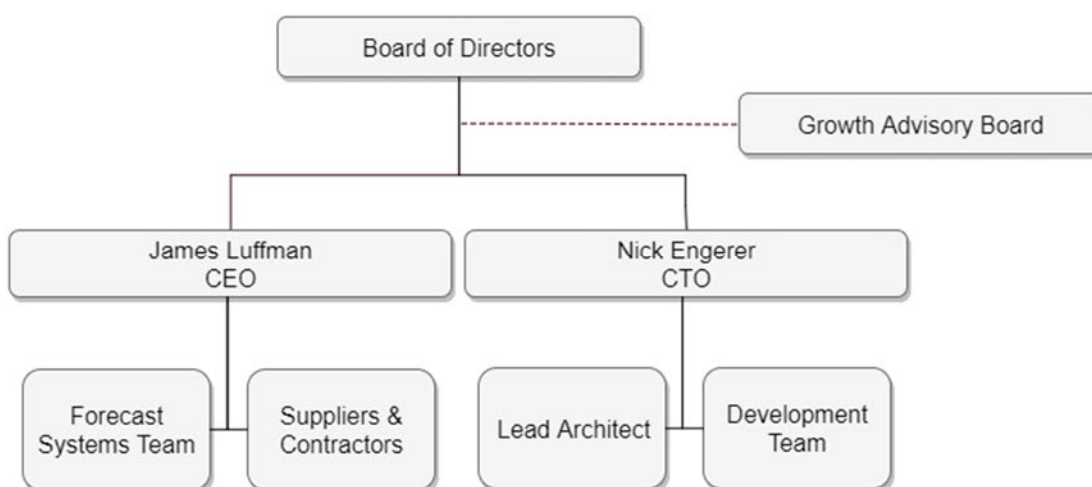 Board of Directors
Growth Advisory Board
James Luffman
CEO
Nick Engerer
CTO
Forecast
Systems Team
Suppliers &
Contractors
Lead Architect
Development
Team